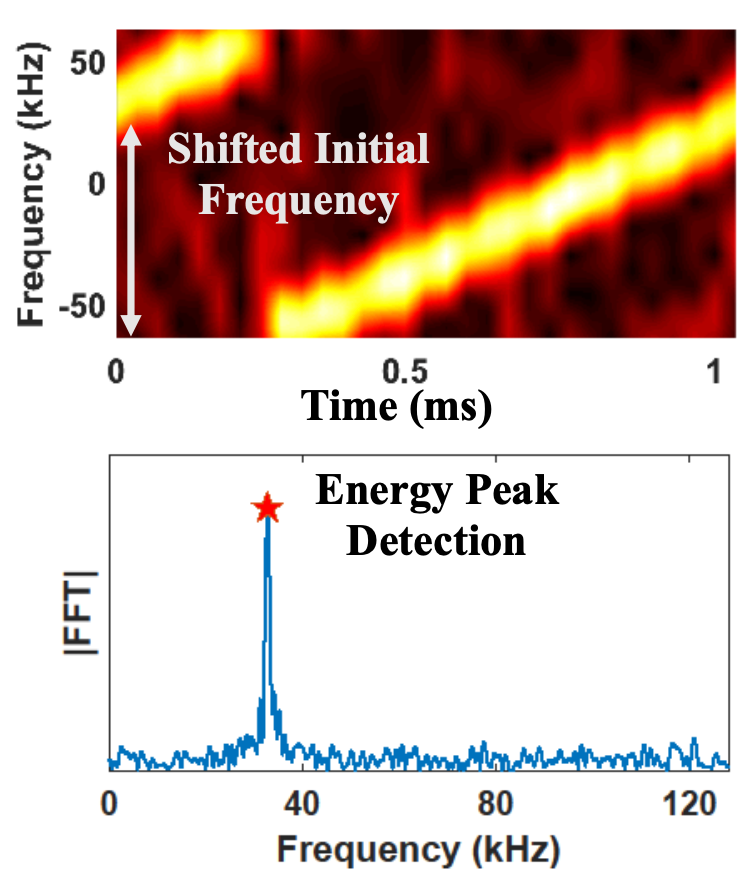 Frequency (kHz)
50
0
-50
Shifted Initial
Frequency
0
0.5
1
Time (ms)
|FFT|
Energy Peak
Detection
0
40
80
120
Frequency (kHz)